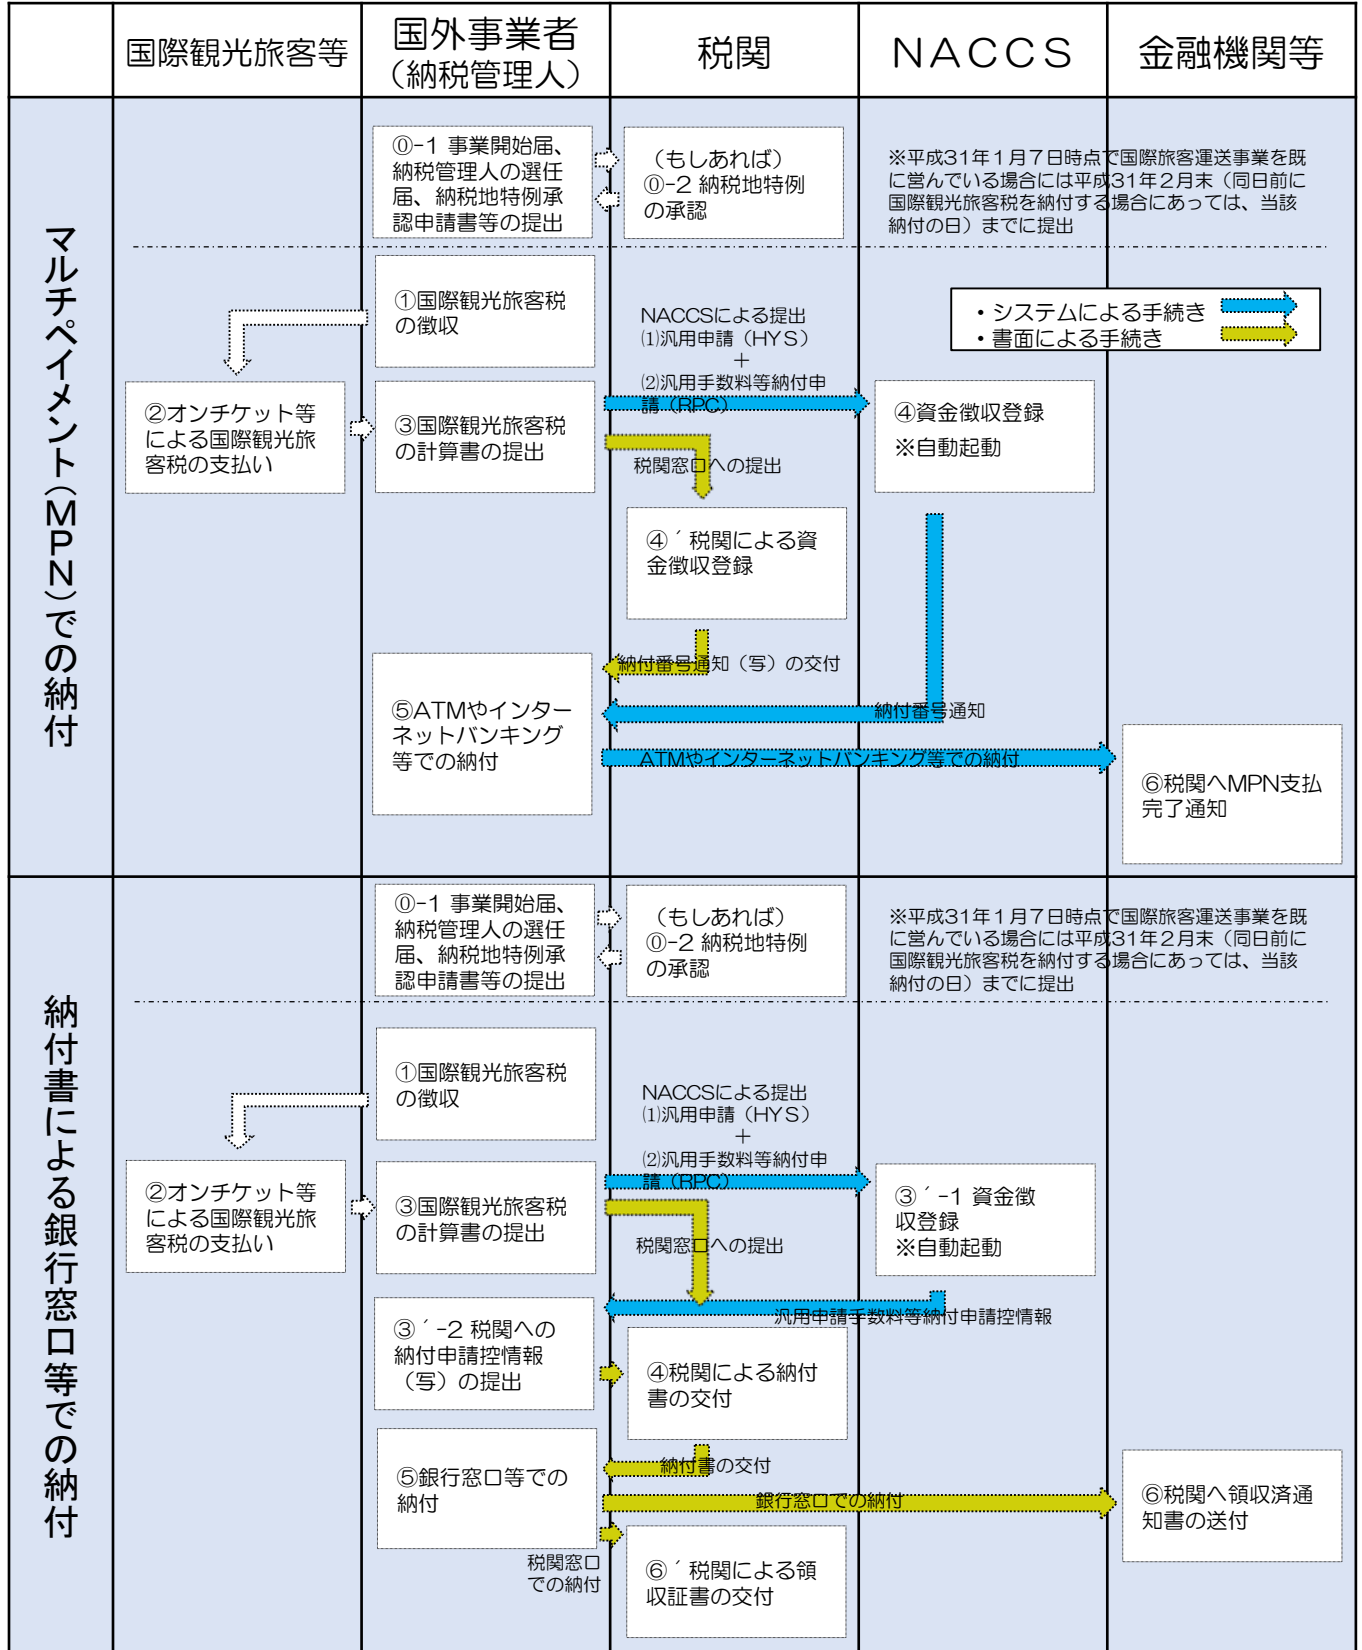 国際観光旅客等
国外事業者
（納税管理人）
税関
ＮＡＣＣＳ
金融機関等
マルチペイメント（ＭＰＮ）での納付
⓪-1 事業開始届、
納税管理人の選任
届、納税地特例承
認申請書等の提出
（もしあれば）
⓪-2 納税地特例
の承認
※平成31年１月７日時点で国際旅客運送事業を既
に営んでいる場合には平成31年２月末（同日前に
国際観光旅客税を納付する場合にあっては、当該
納付の日）までに提出
①国際観光旅客税
の徴収
NACCSによる提出
⑴汎用申請（HYS）
＋
⑵汎用手数料等納付申
請（RPC）
・システムによる手続き
・書面による手続き
②オンチケット等
による国際観光旅
客税の支払い
③国際観光旅客税
の計算書の提出
税関窓口への提出
④資金徴収登録
※自動起動
④´税関による資
金徴収登録
納付番号通知（写）の交付
⑤ATMやインター
ネットバンキング
等での納付
納付番号通知
ATMやインターネットバンキング等での納付
⑥税関へMPN支払
完了通知
納付書による銀行窓口等での納付
⓪-1 事業開始届、
納税管理人の選任
届、納税地特例承
認申請書等の提出
（もしあれば）
⓪-2 納税地特例
の承認
※平成31年１月７日時点で国際旅客運送事業を既
に営んでいる場合には平成31年２月末（同日前に
国際観光旅客税を納付する場合にあっては、当該
納付の日）までに提出
①国際観光旅客税
の徴収
NACCSによる提出
⑴汎用申請（HYS）
＋
⑵汎用手数料等納付申
請（RPC）
②オンチケット等
による国際観光旅
客税の支払い
③国際観光旅客税
の計算書の提出
税関窓口への提出
③´-1 資金徴
収登録
※自動起動
汎用申請手数料等納付申請控情報
③´-2 税関への
納付申請控情報
（写）の提出
④税関による納付
書の交付
納付書の交付
⑤銀行窓口等での
納付
銀行窓口での納付
⑥税関へ領収済通
知書の送付
税関窓口
での納付
⑥´税関による領
収証書の交付